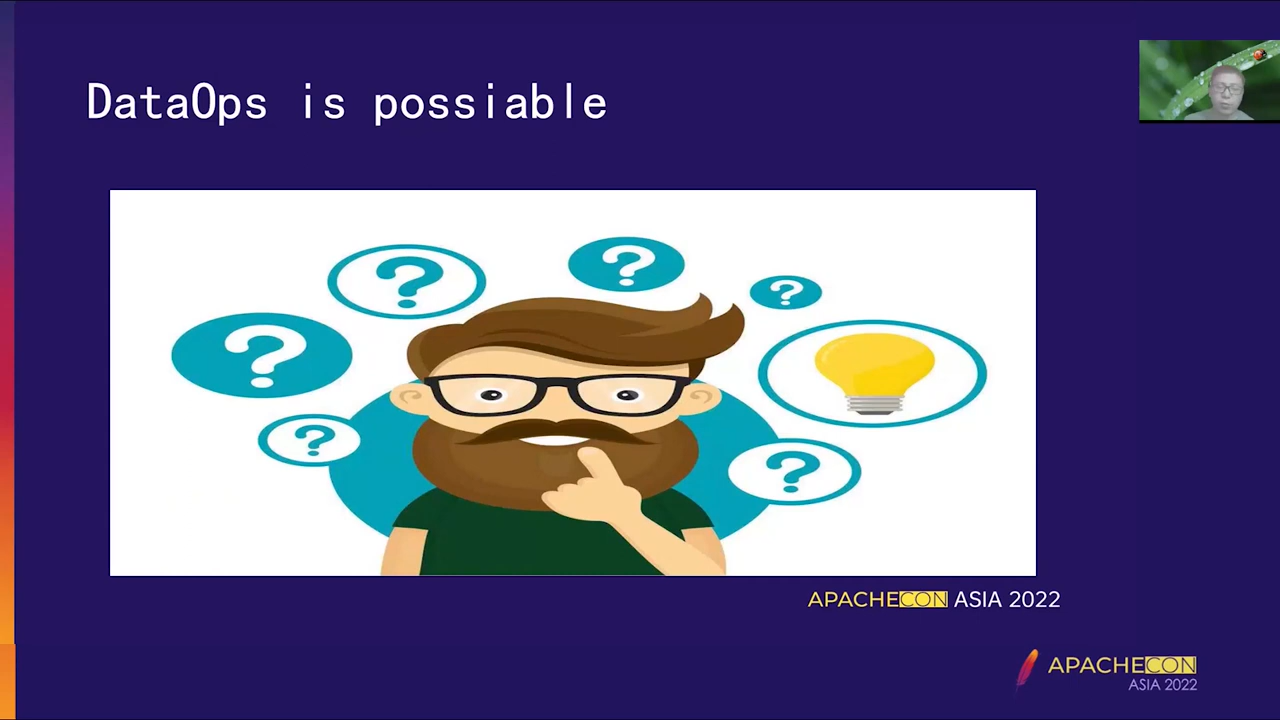 DataOps is possiable
?
?
?
?
?
?
APACHECON ASIA 2022
APACHECON
ASIA 2022